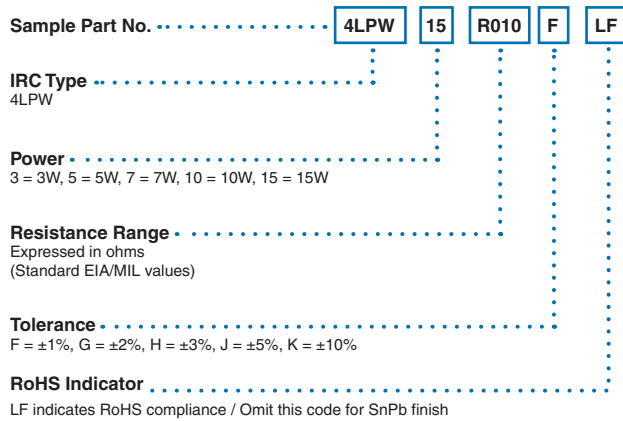 Sample Part No. 4LPW 15 R010 F LF
IRC Type
4LPW
Power
3 = 3W, 5 = 5W, 7 = 7W, 10 = 10W, 15 = 15W
Resistance Range
Expressed in ohms
(Standard EIA/MIL values)
Tolerance
F = ±1%, G = ±2%, H = ±3%, J = ±5%, K = ±10%
RoHS Indicator
LF indicates RoHS compliance / Omit this code for SnPb finish